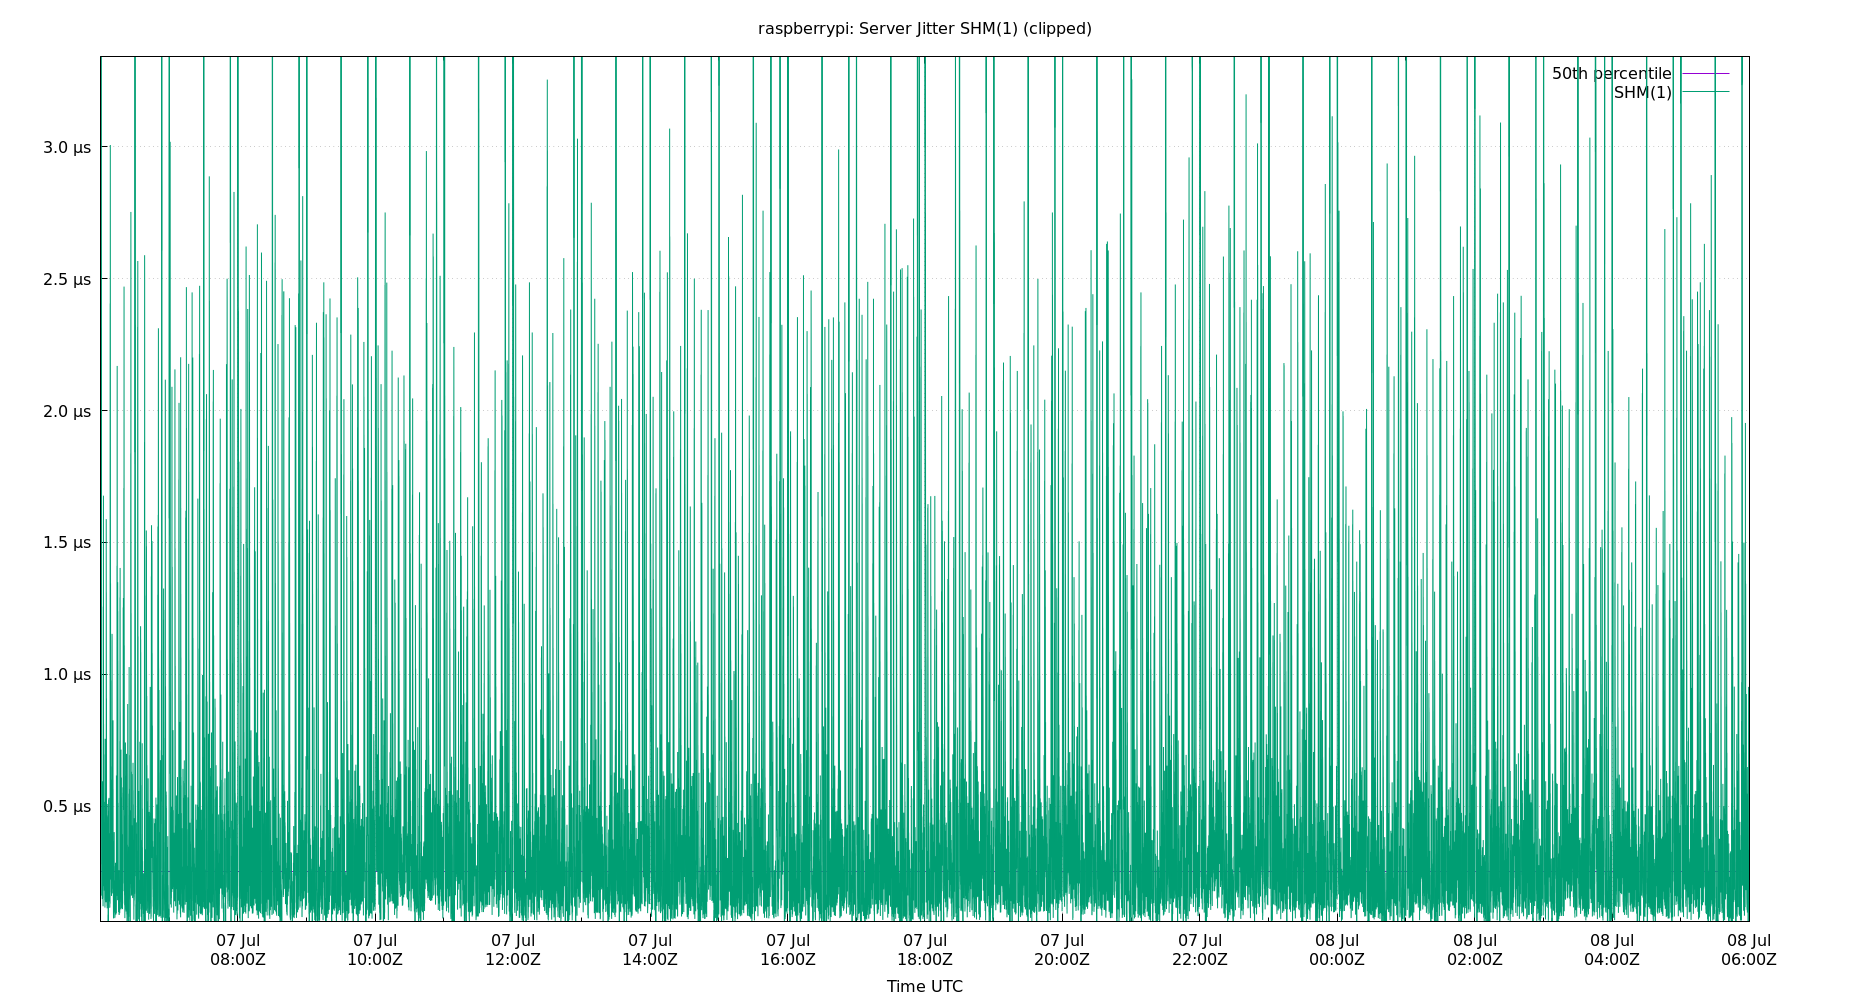 raspberrypi: Server Jitter SHM(1) (clipped)
50th percentile
SHM(1)
3.0 µs
2.5 µs
2.0 µs
1.5 µs
1.0 µs
0.5 µs
07 Jul 07 Jul 07 Jul 07 Jul 07 Jul 07 Jul 07 Jul 07 Jul 08 Jul 08 Jul 08 Jul 08 Jul
08:00Z 10:00Z 12:00Z 14:00Z 16:00Z 18:00Z 20:00Z 22:00Z 00:00Z 02:00Z 04:00Z 06:00Z
Time UTC